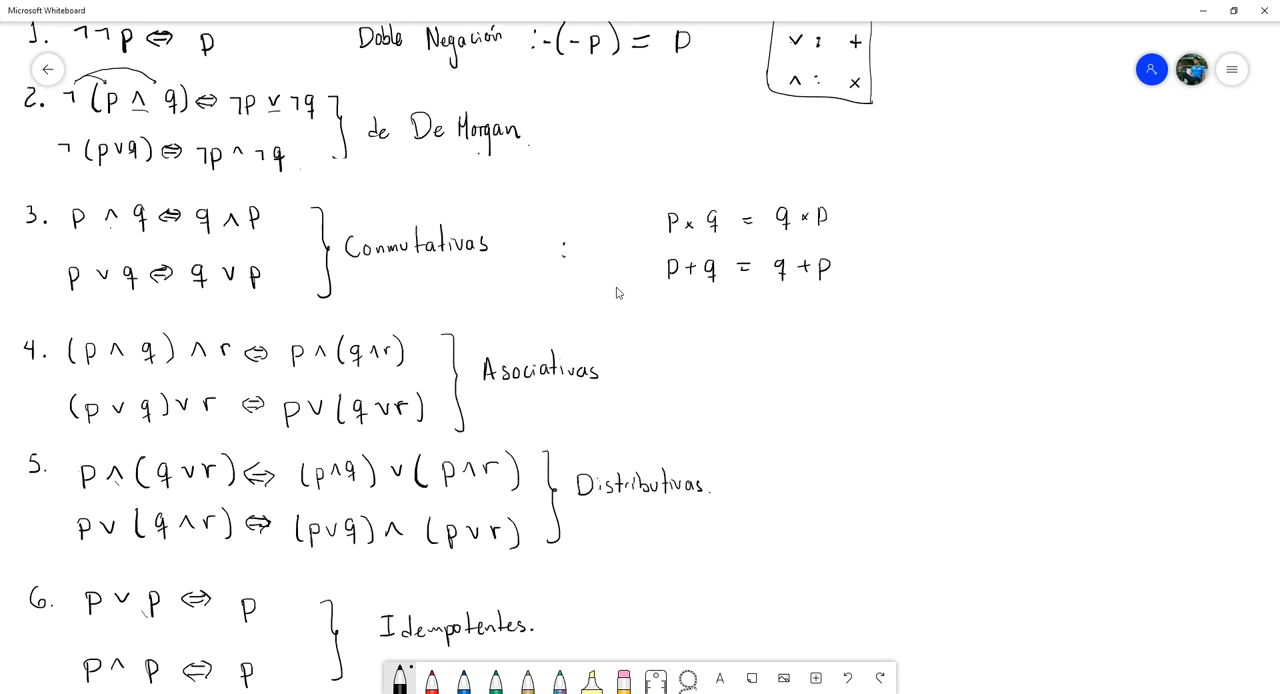 Microsoft Whiteboard
1. ¬¬p ⇔ p Doble Negación : -(-p) = p
∨ : +
∧ : ×
2. ¬(p ∧ q) ⇔ ¬p ∨ ¬q
¬(p∨q) ⇔ ¬p ∧ ¬q
de De Morgan.
3. p ∧ q ⇔ q ∧ p
p ∨ q ⇔ q ∨ p
Conmutativas :
p × q = q × p
p + q = q + p
4. (p ∧ q) ∧ r ⇔ p ∧ (q ∧ r)
(p ∨ q) ∨ r ⇔ p ∨ (q ∨ r)
Asociativas
5. p ∧ (q ∨ r) ⇔ (p ∧ q) ∨ (p ∧ r)
p ∨ (q ∧ r) ⇔ (p ∨ q) ∧ (p ∨ r)
Distributivas.
6. p ∨ p ⇔ p
p ∧ p ⇔ p
Idempotentes.
A